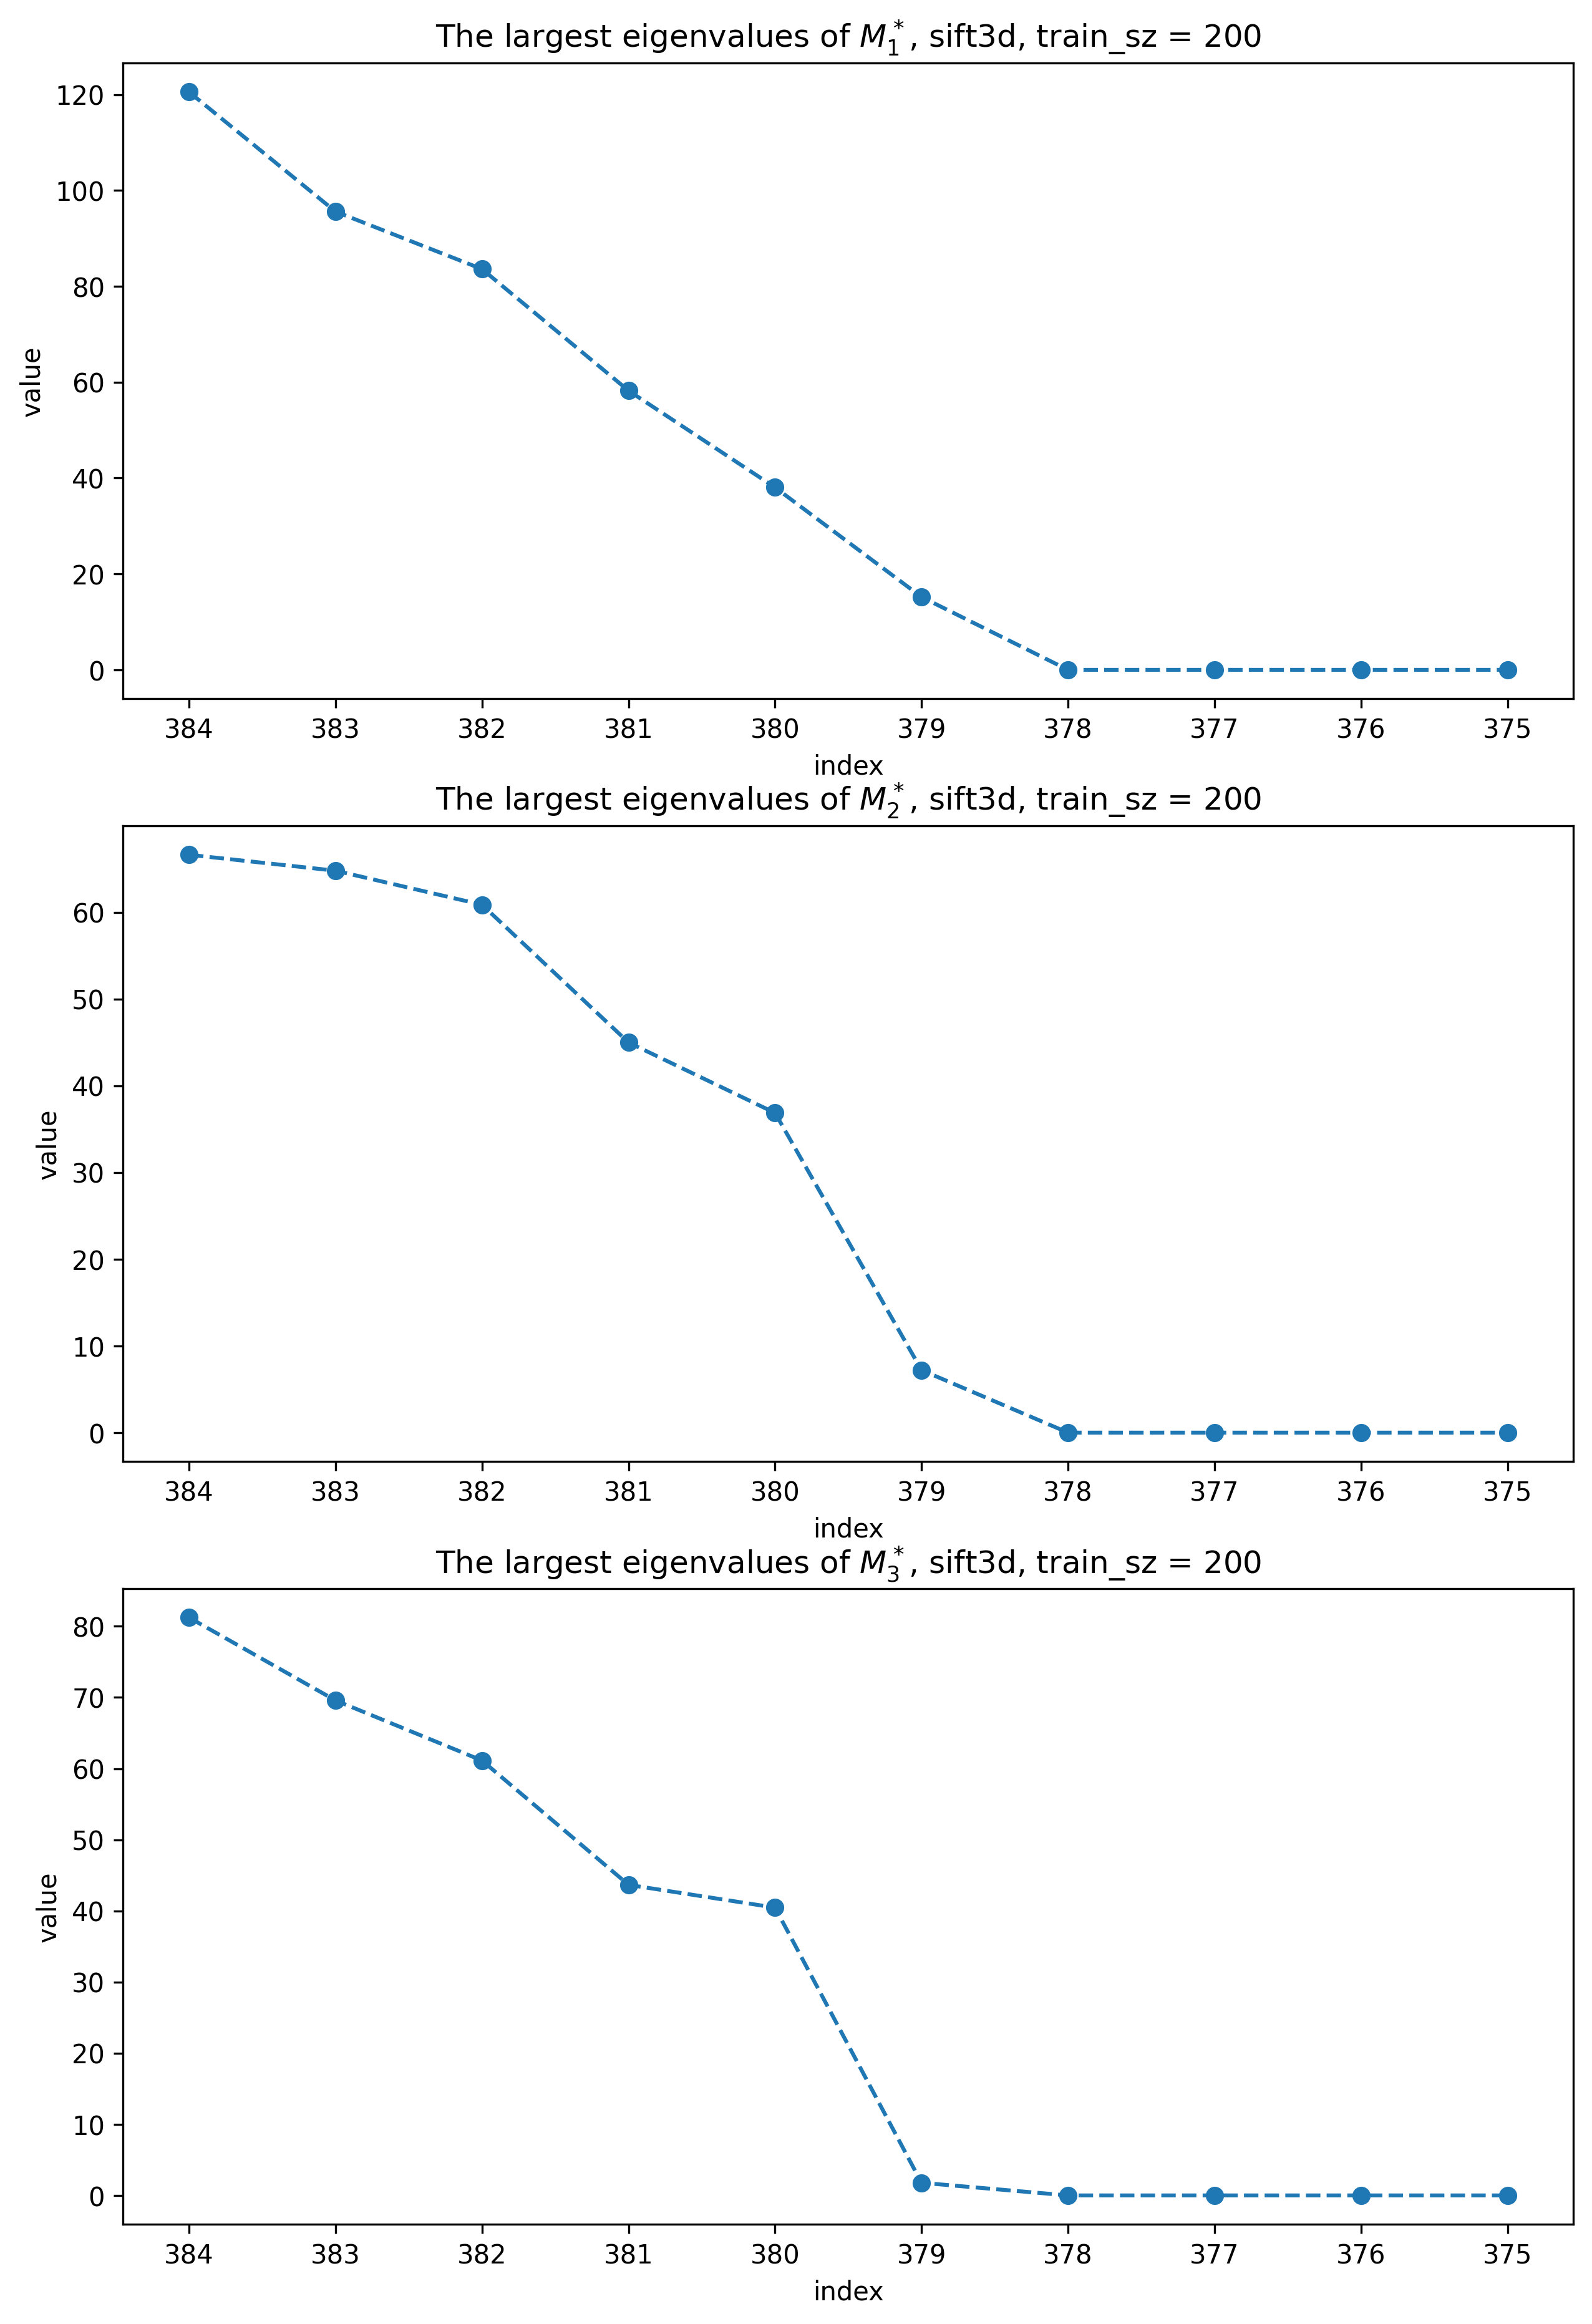 The largest eigenvalues of $M_1^*$, sift3d, train_sz = 200
120
100
80
60
40
20
0
value
384 383 382 381 380 379 378 377 376 375
index
The largest eigenvalues of $M_2^*$, sift3d, train_sz = 200
60
50
40
30
20
10
0
value
384 383 382 381 380 379 378 377 376 375
index
The largest eigenvalues of $M_3^*$, sift3d, train_sz = 200
80
70
60
50
40
30
20
10
0
value
384 383 382 381 380 379 378 377 376 375
index